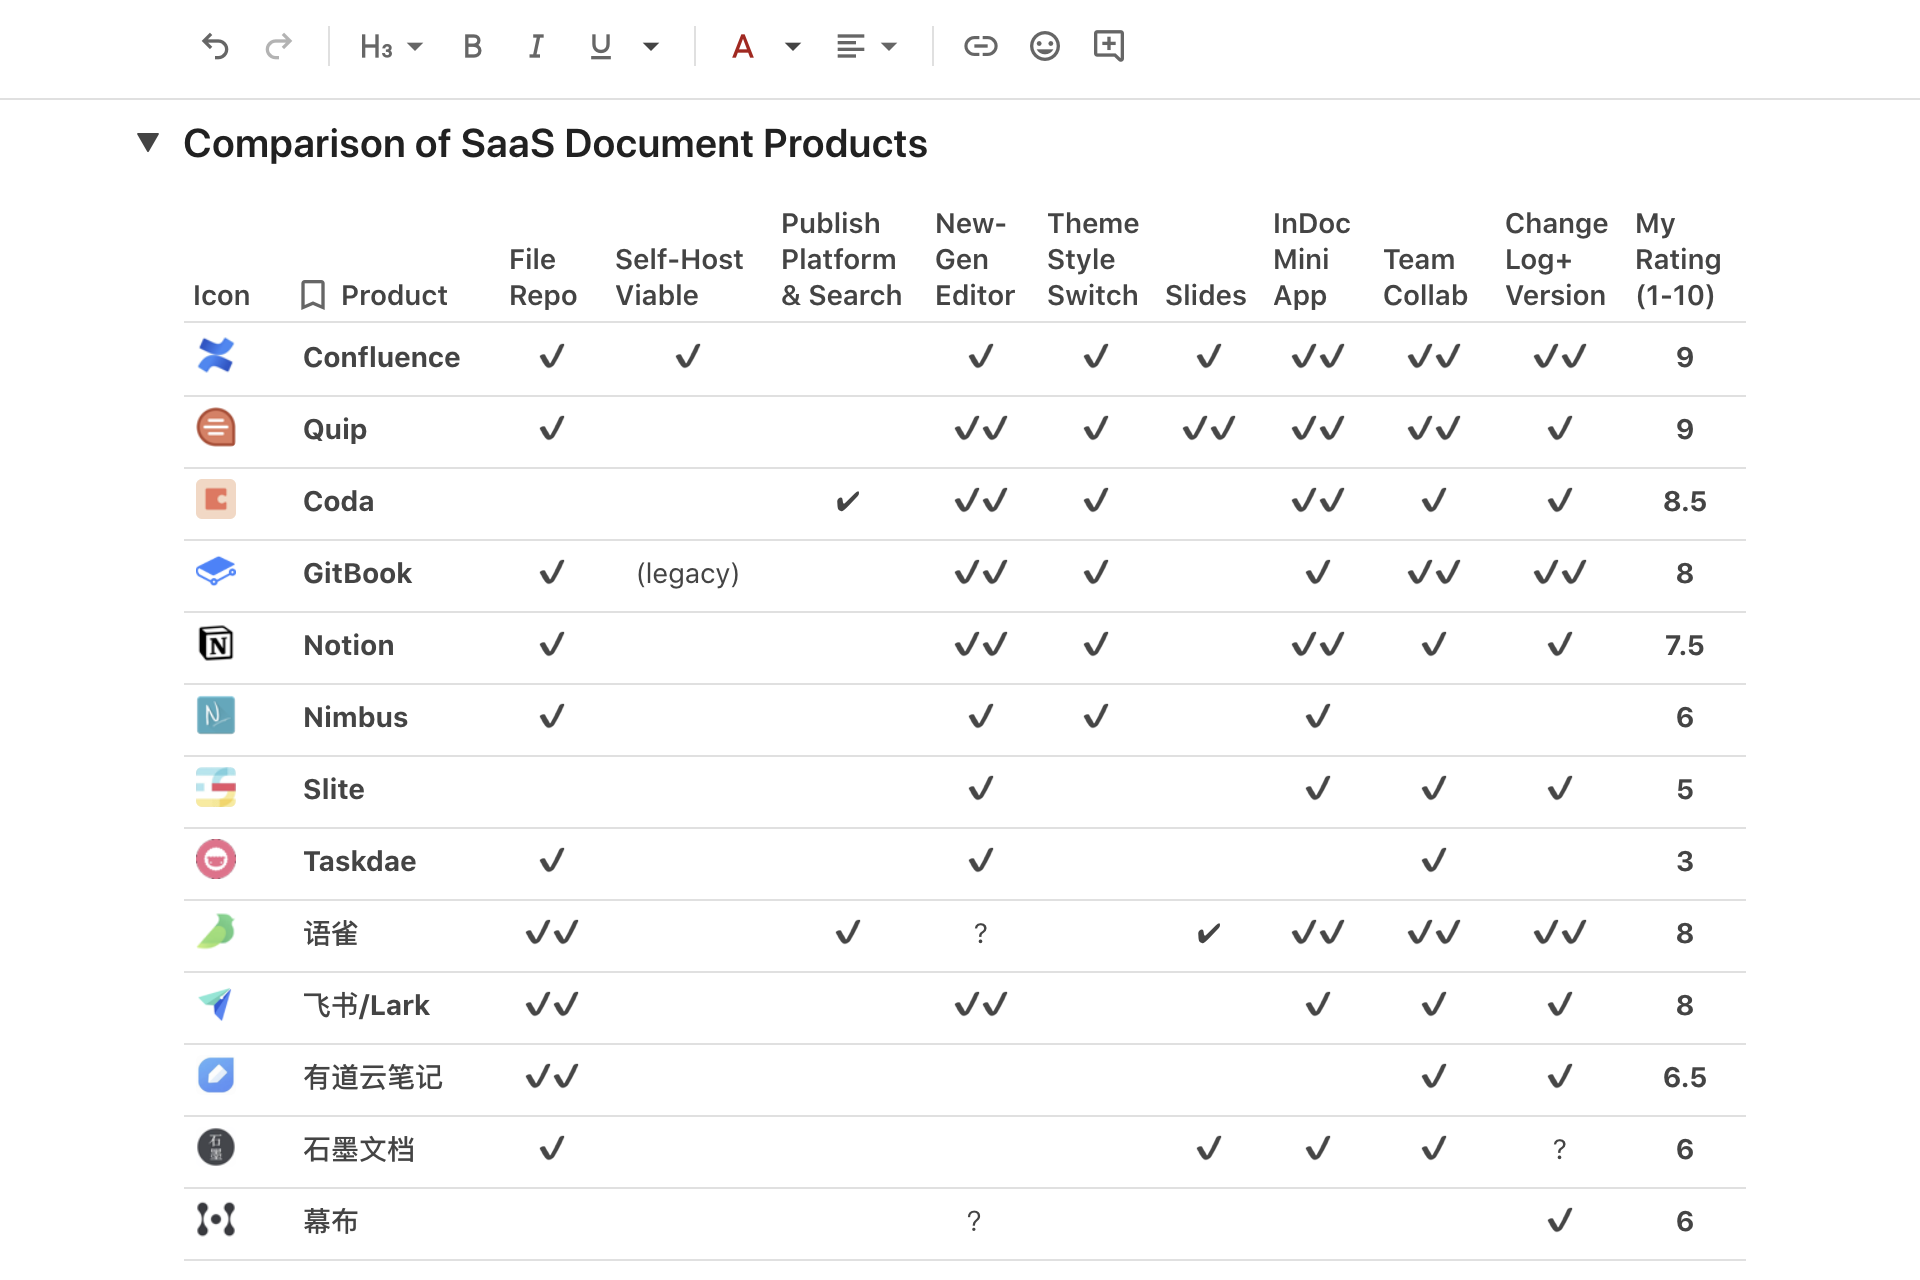 H3 B I U A
Comparison of SaaS Document Products
Icon Product File Repo Self-Host Viable Publish Platform & Search New-Gen Editor Theme Style Switch Slides InDoc Mini App Team Collab Change Log+ Version My Rating (1-10)
Confluence ✔ ✔ ✔ ✔ ✔ ✔✔ ✔✔ ✔✔ 9
Quip ✔ ✔✔ ✔ ✔✔ ✔✔ ✔✔ ✔ 9
Coda ✔ ✔✔ ✔ ✔✔ ✔ ✔ 8.5
GitBook ✔ (legacy) ✔✔ ✔ ✔ ✔✔ ✔✔ 8
N Notion ✔ ✔✔ ✔ ✔✔ ✔ ✔ 7.5
N Nimbus ✔ ✔ ✔ ✔ 6
Slite ✔ ✔ ✔ ✔ 5
Taskdae ✔ ✔ ✔ 3
语雀 ✔✔ ✔ ? ✔ ✔✔ ✔✔ ✔✔ 8
飞书/Lark ✔✔ ✔✔ ✔ ✔ ✔ 8
有道云笔记 ✔✔ ✔ ✔ 6.5
石墨 石墨文档 ✔ ✔ ✔ ✔ ? 6
幕布 ? ✔ 6